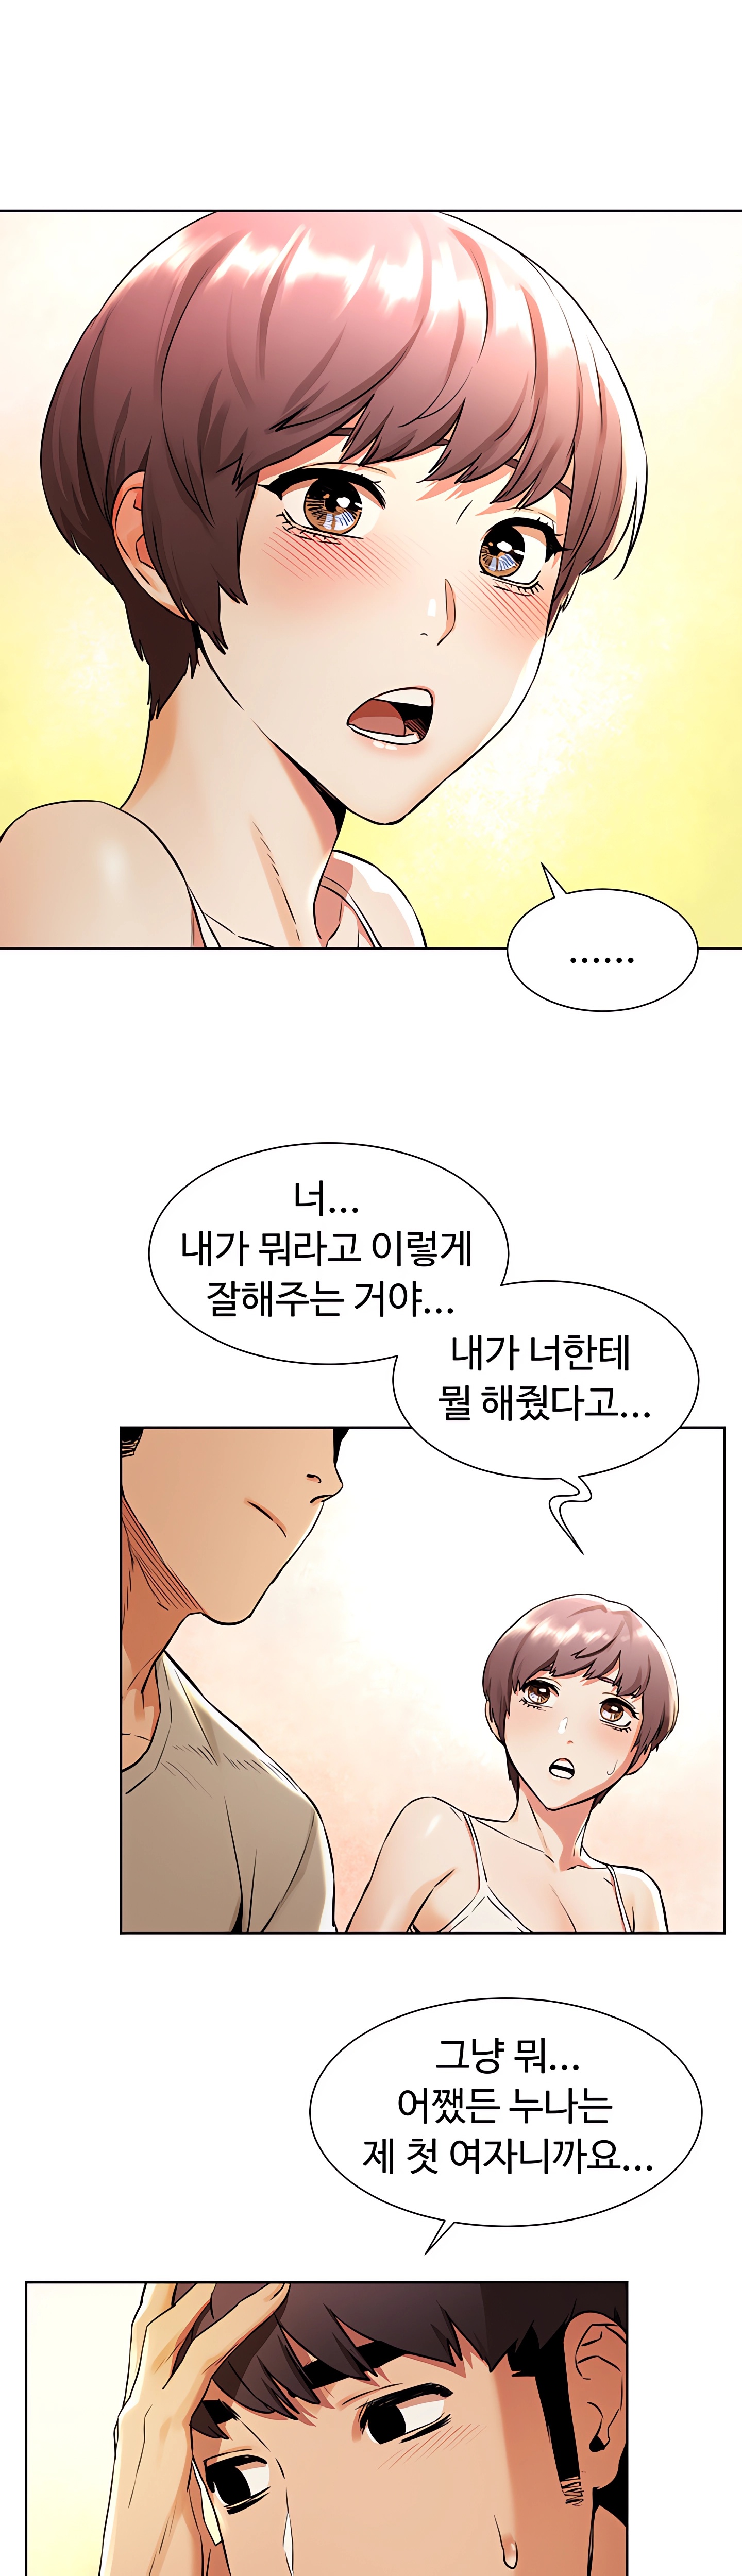 ......
너...
내가 뭐라고 이렇게
잘해주는 거야...
내가 너한테
뭘 해줬다고...
그냥 뭐...
어쨌든 누나는
제 첫 여자니까요...